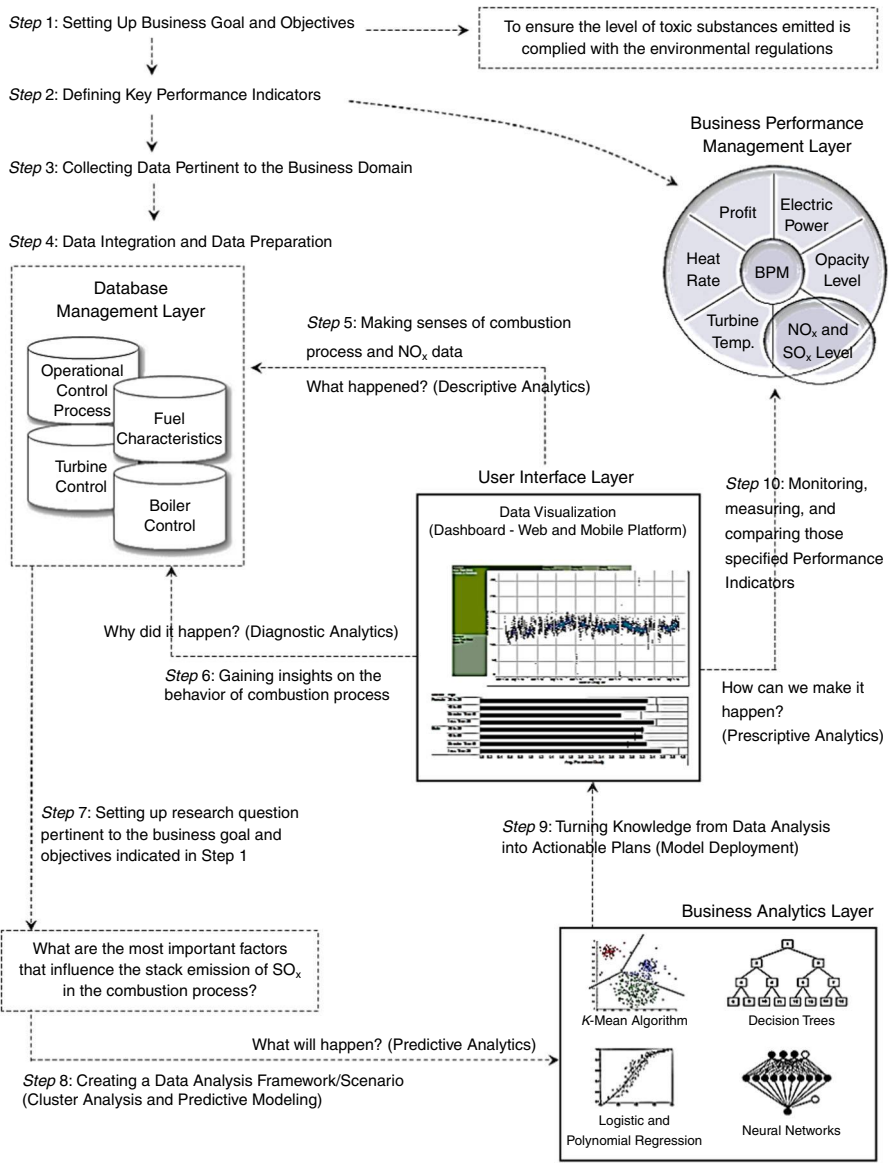 Step 1: Setting Up Business Goal and Objectives
To ensure the level of toxic substances emitted is
complied with the environmental regulations
Step 2: Defining Key Performance Indicators
Business Performance
Management Layer
Step 3: Collecting Data Pertinent to the Business Domain
Profit
Electric
Power
Heat
Rate
BPM
Opacity
Level
Turbine
Temp.
NOx and
SOx Level
Step 4: Data Integration and Data Preparation
Database
Management Layer
Operational
Control
Process
Fuel
Characteristics
Turbine
Control
Boiler
Control
Step 5: Making senses of combustion
process and NOx data
What happened? (Descriptive Analytics)
User Interface Layer
Data Visualization
(Dashboard - Web and Mobile Platform)
Step 10: Monitoring,
measuring, and
comparing those
specified Performance
Indicators
Why did it happen? (Diagnostic Analytics)
Step 6: Gaining insights on the
behavior of combustion process
How can we make it
happen?
(Prescriptive Analytics)
Step 7: Setting up research question
pertinent to the business goal and
objectives indicated in Step 1
Step 9: Turning Knowledge from Data Analysis
into Actionable Plans (Model Deployment)
Business Analytics Layer
What are the most important factors
that influence the stack emission of SOx
in the combustion process?
K-Mean Algorithm
Decision Trees
What will happen? (Predictive Analytics)
Step 8: Creating a Data Analysis Framework/Scenario
(Cluster Analysis and Predictive Modeling)
Logistic and
Polynomial Regression
Neural Networks